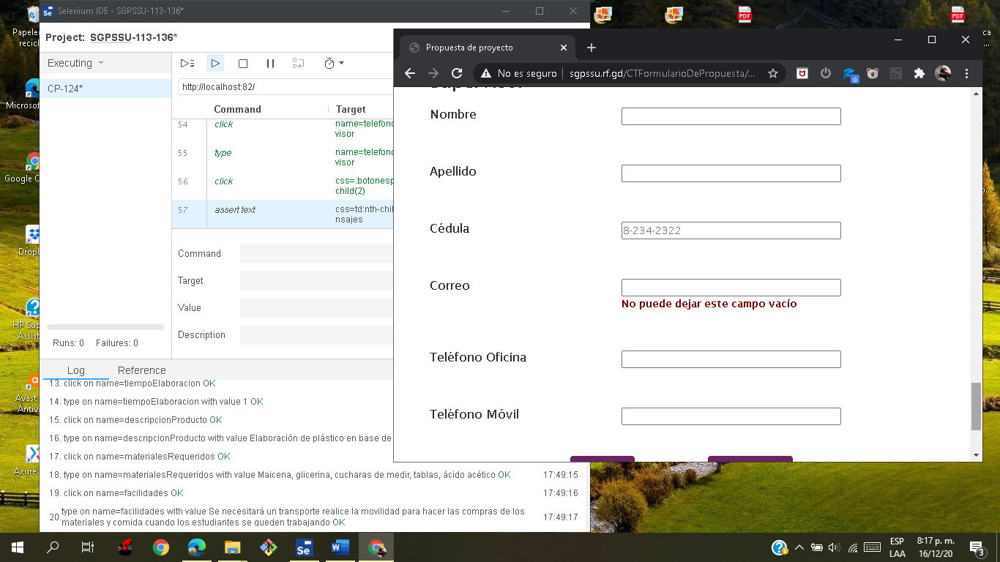 Papeler
recicl
Microsof
Google C
Dropl
HP Sup
Assist
Avast
Antiv
Axure
Selenium IDE - SGPSSU-113-136*
Project: SGPSSU-113-136*
Executing
CP-124*
Runs: 0 Failures: 0
http://localhost:82/
Command Target
54 click name=telefono
visor
55 type name=telefono
visor
56 click css=.botonesp
child(2)
57 assert text css=td:nth-chil
nsajes
Command
Target
Value
Description
Log Reference
13. click on name=tiempoElaboracion OK
14. type on name=tiempoElaboracion with value 1 OK
15. click on name=descripcionProducto OK
16. type on name=descripcionProducto with value Elaboración de plástico en base de
17. click on name=materialesRequeridos OK
18. type on name=materialesRequeridos with value Maicena, glicerina, cucharas de medir, tablas, ácido acético OK 17:49:15
19. click on name=facilidades OK 17:49:16
20. type on name=facilidades with value Se necesitará un transporte realice la movilidad para hacer las compras de los
materiales y comida cuando los estudiantes se queden trabajando OK 17:49:17
PDF
PDF
ca
...
o...
Propuesta de proyecto
No es seguro | sgpssu.rf.gd/CTFormularioDePropuesta/...
0
Supervisor
Nombre
Apellido
Cédula 8-234-2322
Correo
No puede dejar este campo vacío
Teléfono Oficina
Teléfono Móvil
ESP
LAA
8:17 p. m.
16/12/20
3